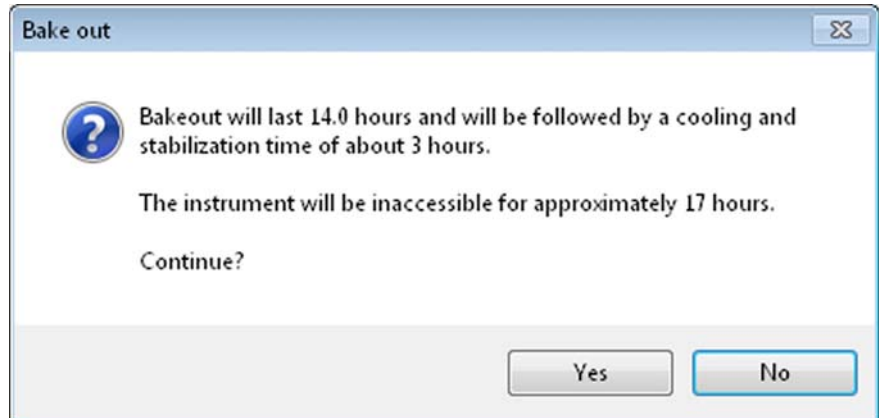 Bake out
Bakeout will last 14.0 hours and will be followed by a cooling and
stabilization time of about 3 hours.
The instrument will be inaccessible for approximately 17 hours.
Continue?
Yes
No